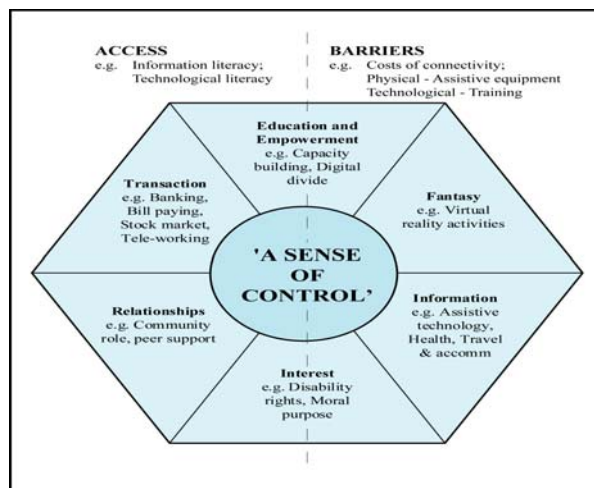 ACCESS
e.g. Information literacy;
Technological literacy
BARRIERS
e.g. Costs of connectivity;
Physical - Assistive equipment
Technological - Training
Education and
Empowerment
e.g. Capacity
building, Digital
divide
Transaction
e.g. Banking,
Bill paying,
Stock market,
Tele-working
Fantasy
e.g. Virtual
reality activities
'A SENSE
OF
CONTROL’
Relationships
e.g. Community
role, peer support
Information
e.g. Assistive
technology,
Health, Travel
& accomm
Interest
e.g. Disability
rights, Moral
purpose